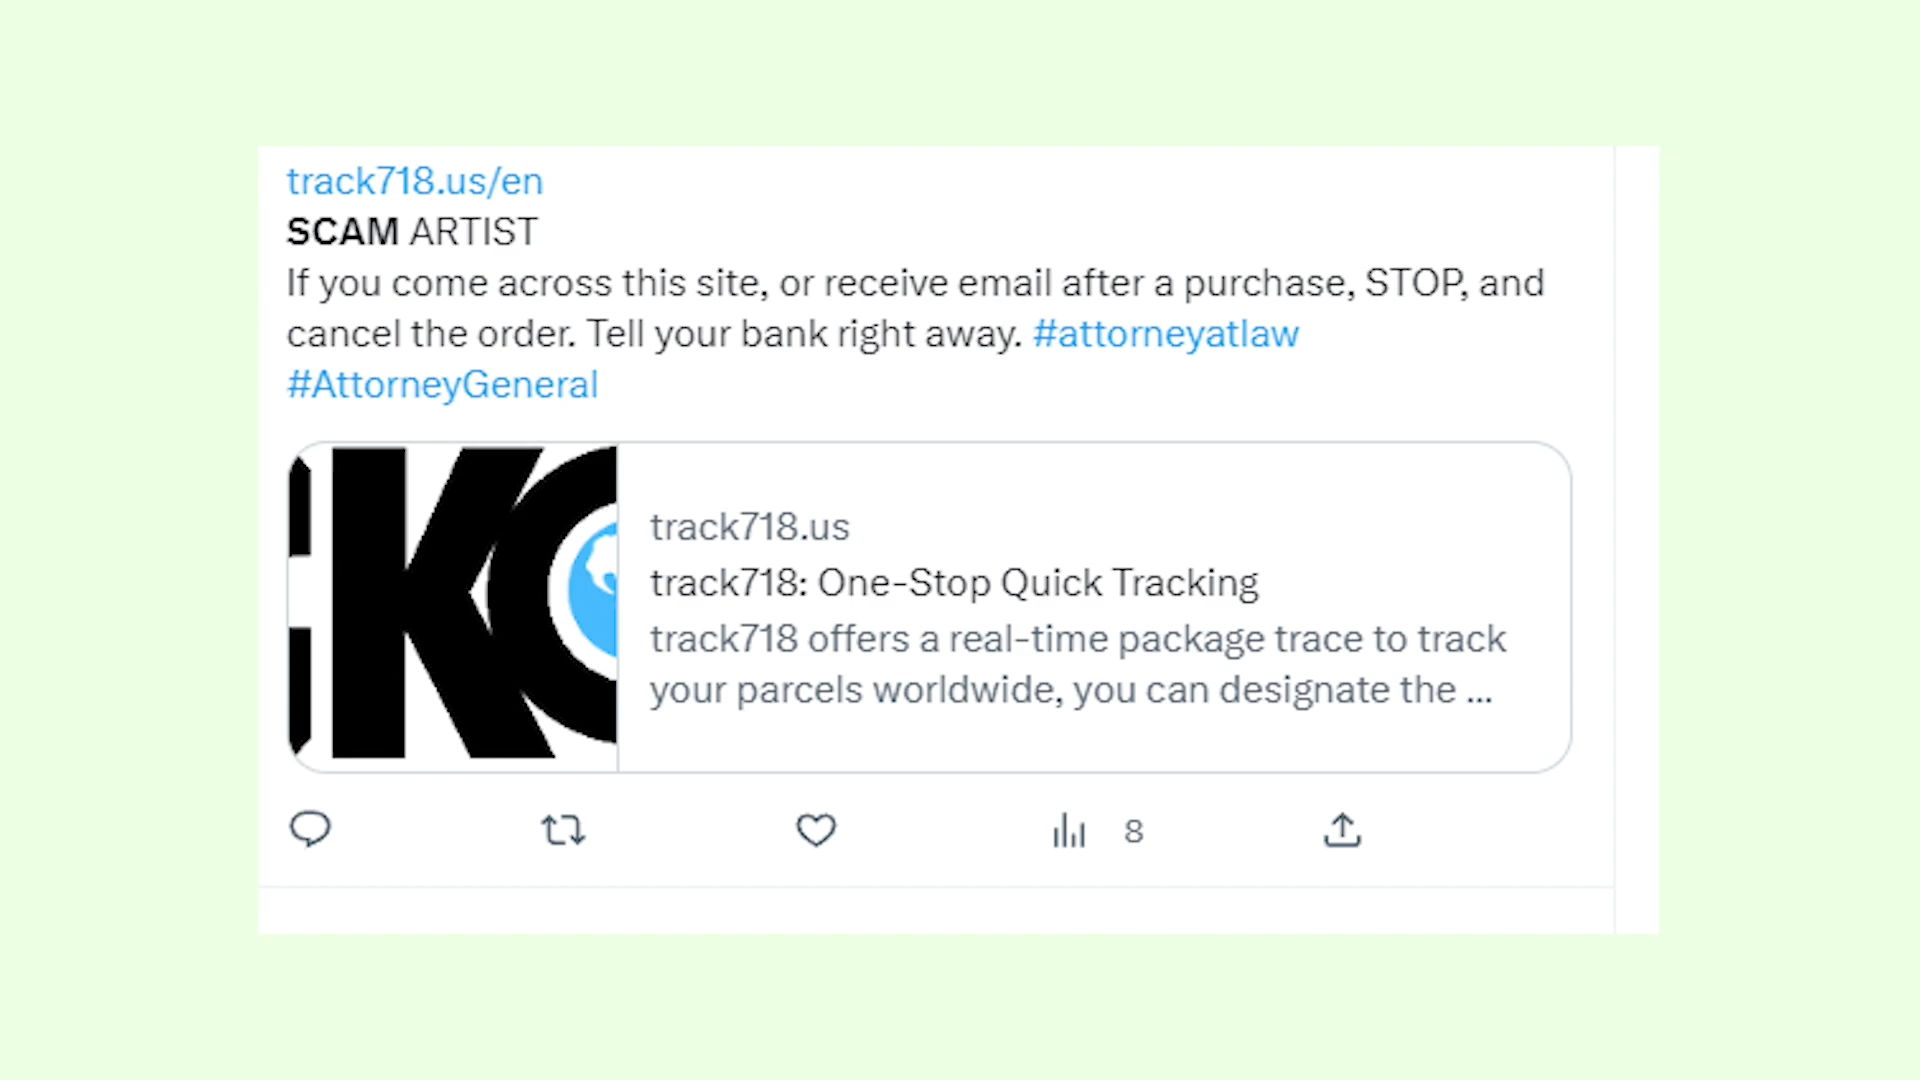 track718.us/en
SCAM ARTIST
If you come across this site, or receive email after a purchase, STOP, and
cancel the order. Tell your bank right away. #attorneyatlaw
#AttorneyGeneral
track718.us
track718: One-Stop Quick Tracking
track718 offers a real-time package trace to track
your parcels worldwide, you can designate the ...
8